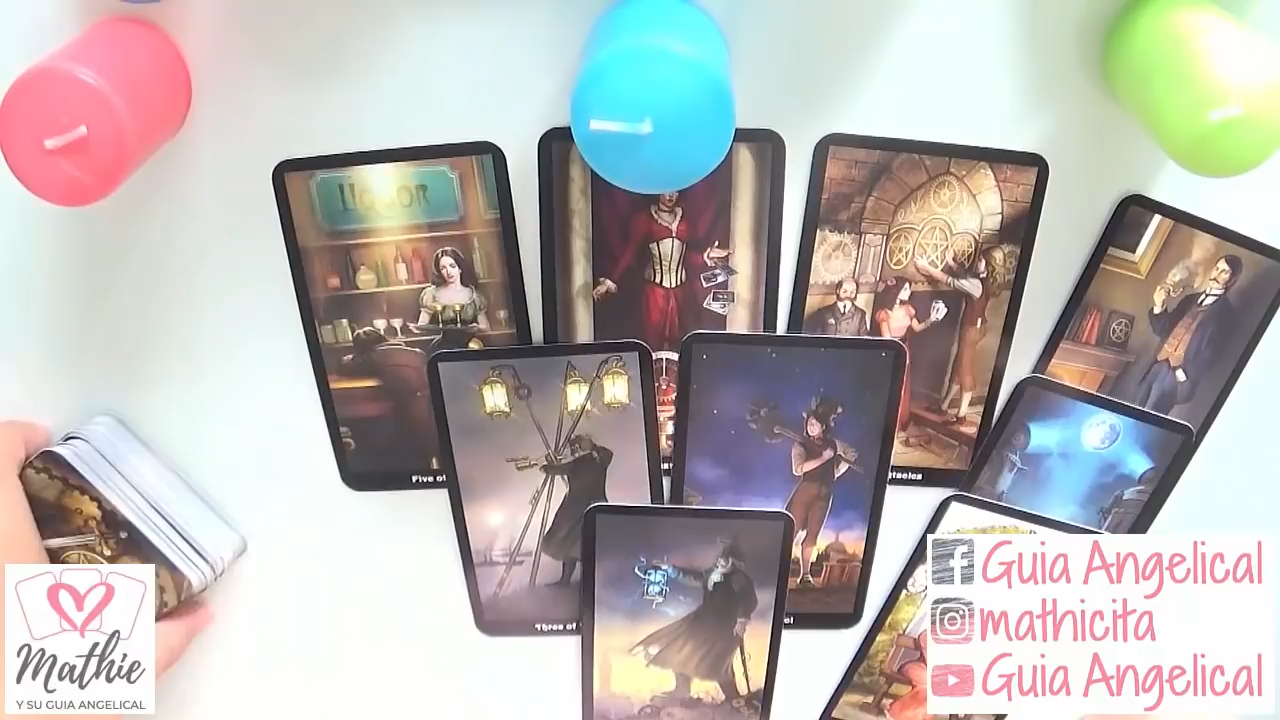 LIQUOR
Five of
Three of
Mathie
Y SU GUIA ANGELICAL
Guia Angelical
mathicita
Guia Angelical